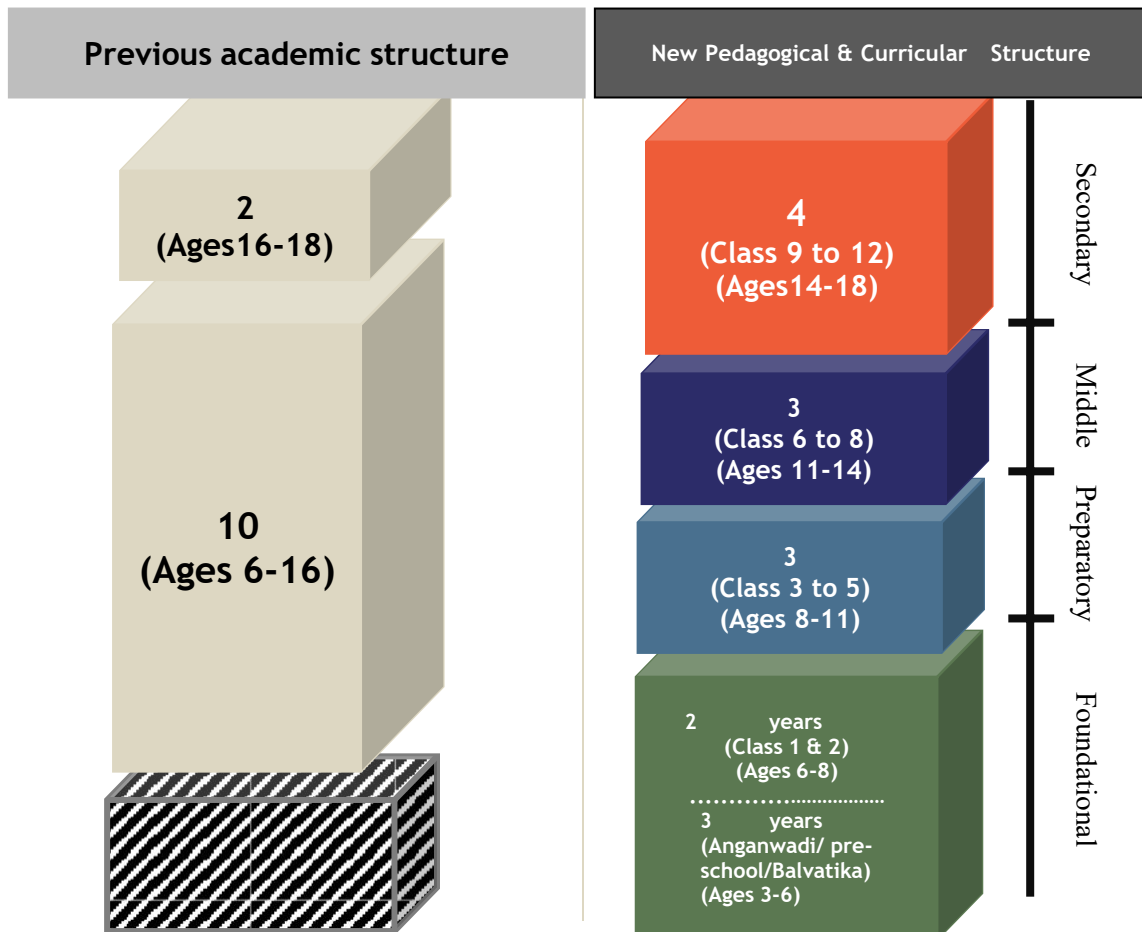 Previous academic structure
2
(Ages16-18)
10
(Ages 6-16)
New Pedagogical & Curricular Structure
4
(Class 9 to 12)
(Ages14-18)
3
(Class 6 to 8)
(Ages 11-14)
3
(Class 3 to 5)
(Ages 8-11)
2 years
(Class 1 & 2)
(Ages 6-8)
3 years
(Anganwadi/ pre-
school/Balvatika)
(Ages 3-6)
Secondary
Middle
Preparatory
Foundational